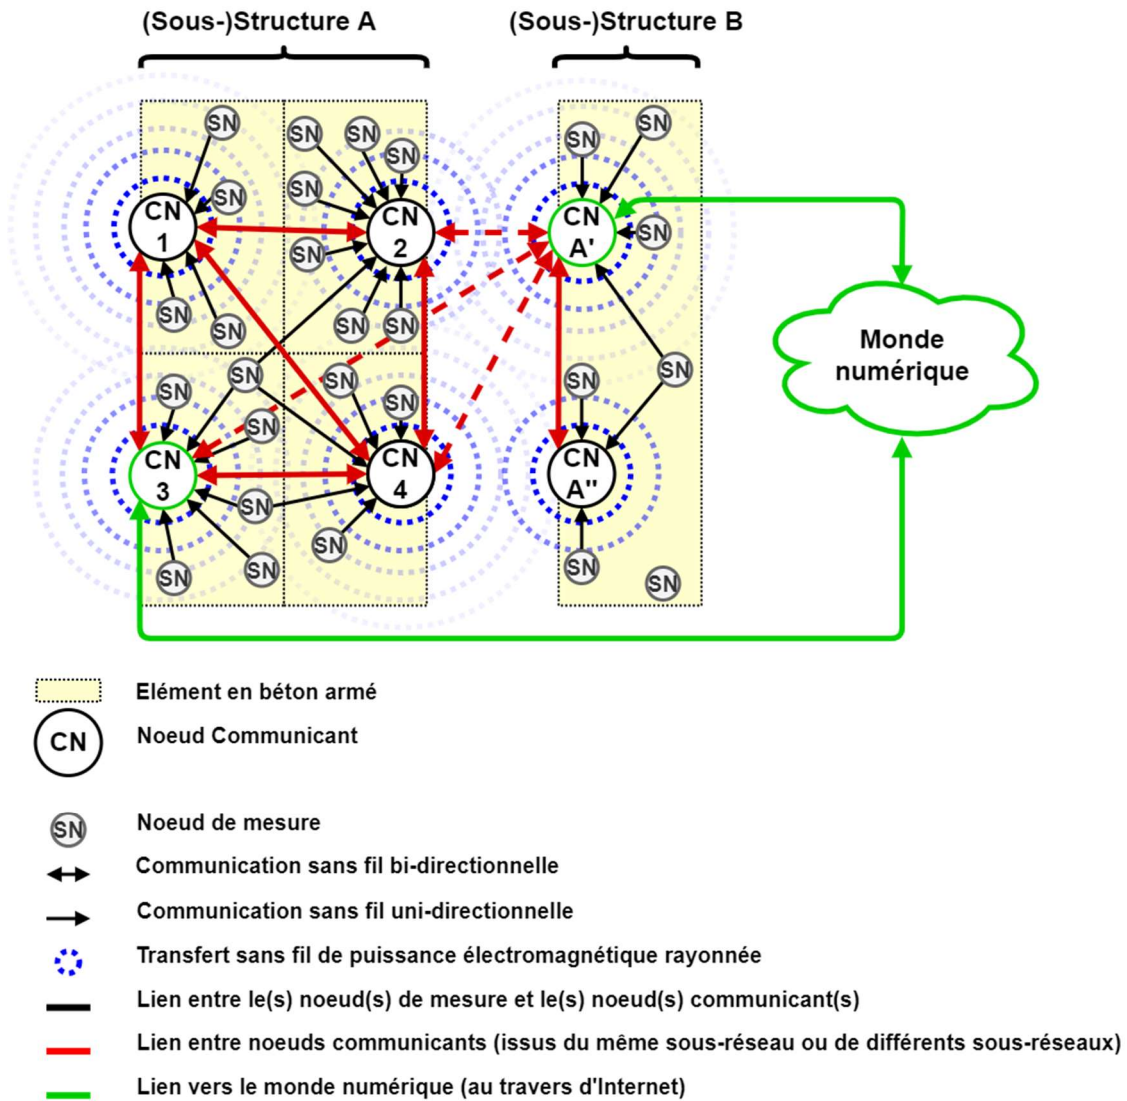 (Sous-)Structure A
(Sous-)Structure B
SN
SN
SN
SN
SN
SN
SN
SN
SN
CN
1
CN
2
CN
A'
SN
SN
SN
SN
SN
SN
SN
Monde
numérique
SN
SN
SN
SN
SN
SN
SN
CN
3
CN
4
CN
A"
SN
SN
SN
SN
SN
SN
Elément en béton armé
CN
Noeud Communicant
SN
Noeud de mesure
Communication sans fil bi-directionnelle
Communication sans fil uni-directionnelle
Transfert sans fil de puissance électromagnétique rayonnée
Lien entre le(s) noeud(s) de mesure et le(s) noeud(s) communicant(s)
Lien entre noeuds communicants (issus du même sous-réseau ou de différents sous-réseaux)
Lien vers le monde numérique (au travers d'Internet)